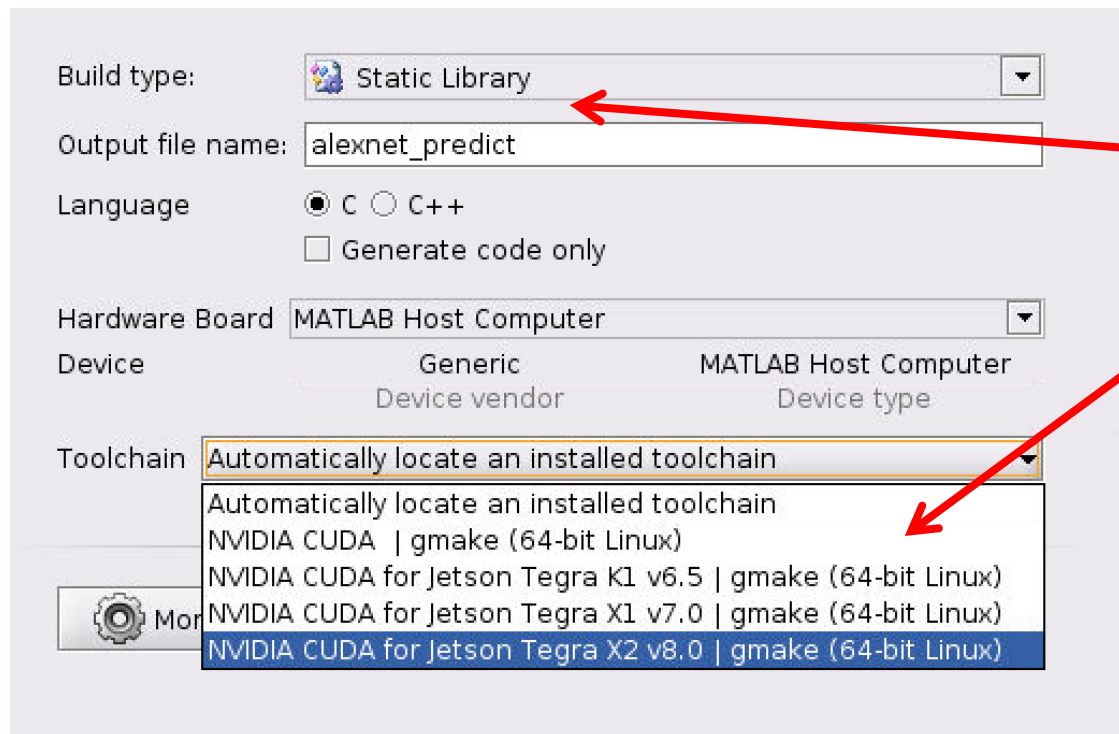 Build type: Static Library
Output file name: alexnet_predict
Language C C++
Generate code only
Hardware Board MATLAB Host Computer
Device Generic MATLAB Host Computer
Device vendor Device type
Toolchain Automatically locate an installed toolchain
Automatically locate an installed toolchain
NVIDIA CUDA | gmake (64-bit Linux)
NVIDIA CUDA for Jetson Tegra K1 v6.5 | gmake (64-bit Linux)
NVIDIA CUDA for Jetson Tegra X1 v7.0 | gmake (64-bit Linux)
NVIDIA CUDA for Jetson Tegra X2 v8.0 | gmake (64-bit Linux)